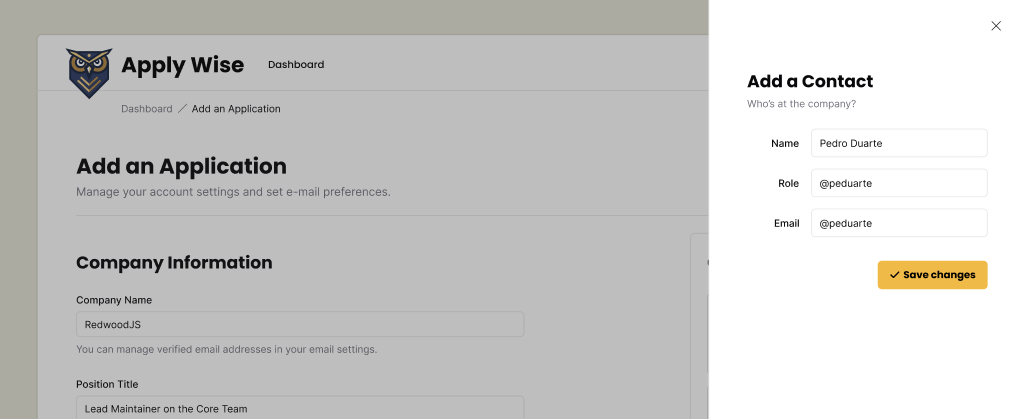 Apply Wise
Dashboard
Dashboard / Add an Application
Add an Application
Manage your account settings and set e-mail preferences.
Company Information
Company Name
RedwoodJS
You can manage verified email addresses in your email settings.
Position Title
Lead Maintainer on the Core Team
Add a Contact
Who's at the company?
Name Pedro Duarte
Role @peduarte
Email @peduarte
Save changes